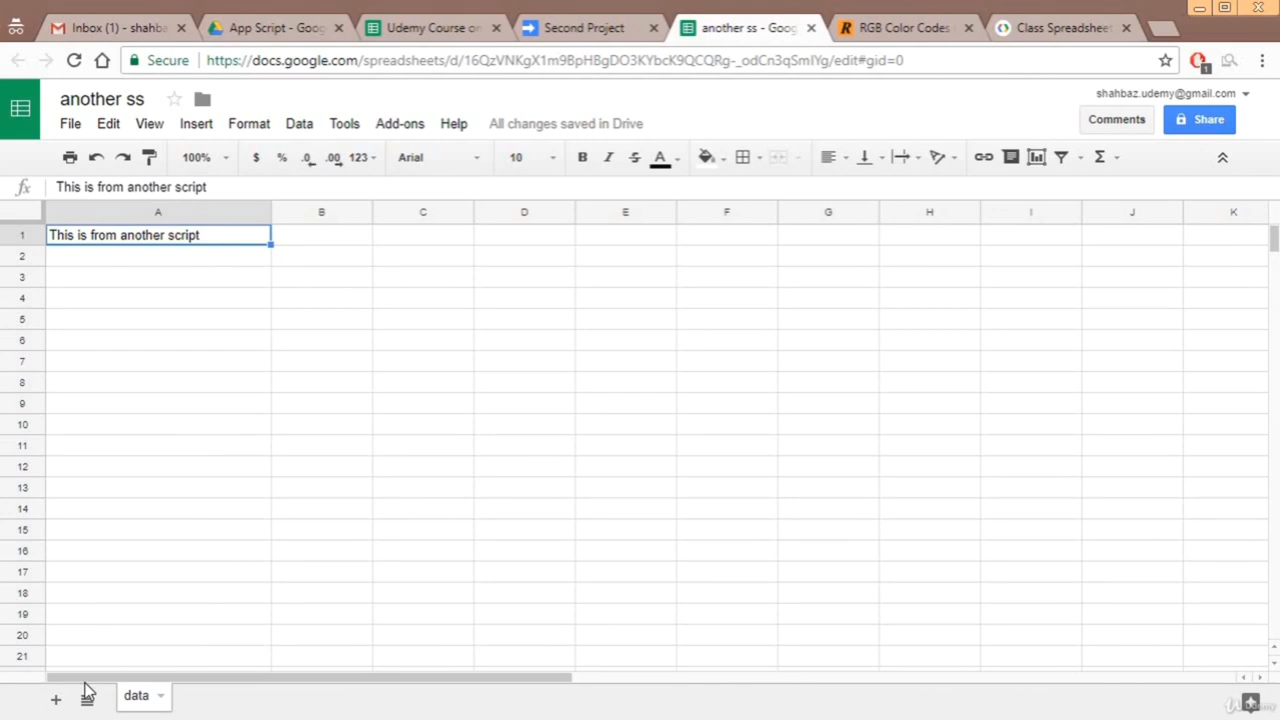 Inbox (1) - shahba
App Script - Goog
Udemy Course on
Second Project
another ss - Goog
RGB Color Codes
Class Spreadshee
Secure
https://docs.google.com/spreadsheets/d/16QzVNKgX1m9BpHBgDO3KYbcK9QCQRg-_odCn3qSmIYg/edit#gid=0
1
another ss
shahbaz.udemy@gmail.com
File Edit View Insert Format Data Tools Add-ons Help All changes saved in Drive
Comments
Share
100% $ % .0 .00 123 Arial 10 B I S A Σ
fx This is from another script
A B C D E F G H I J K
1 This is from another script
2
3
4
5
6
7
8
9
10
11
12
13
14
15
16
17
18
19
20
21
+ data
Udemy